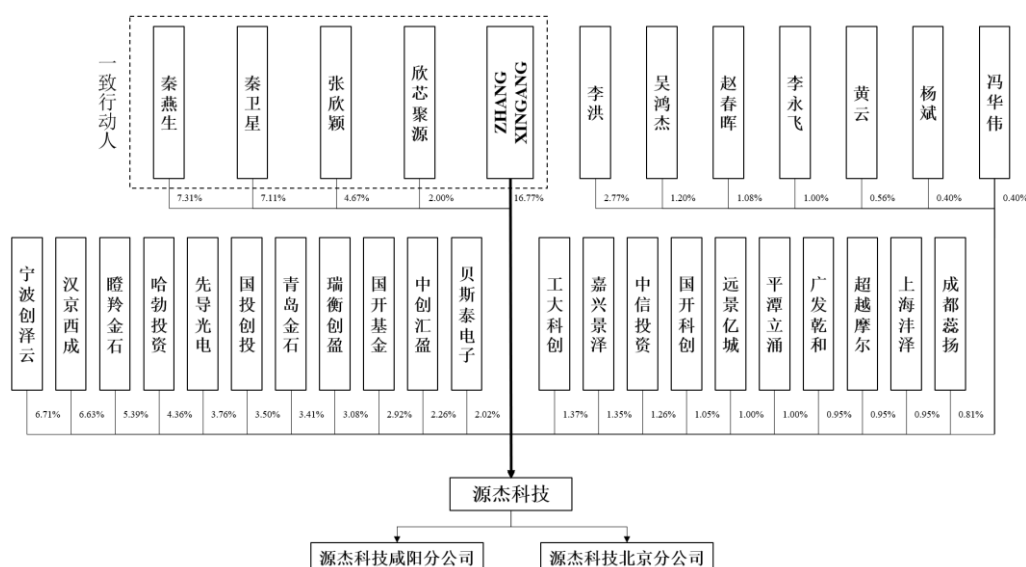 一致行动人
秦燕生
秦卫星
张欣颖
欣芯聚源
ZHANG
XINGANG
李洪
吴鸿杰
赵春晖
李永飞
黄云
杨斌
冯华伟
7.31%
7.11%
4.67%
2.00%
16.77%
2.77%
1.20%
1.08%
1.00%
0.56%
0.40%
0.40%
宁波创泽云
汉京西成
瞪羚金石
哈勃投资
先导光电
国投创投
青岛金石
瑞衡创盈
国开基金
中创汇盈
贝斯泰电子
工大科创
嘉兴景泽
中信投资
国开科创
远景亿城
平潭立涌
广发乾和
超越摩尔
上海沣泽
成都蕊扬
6.71%
6.63%
5.39%
4.36%
3.76%
3.50%
3.41%
3.08%
2.92%
2.26%
2.02%
1.37%
1.35%
1.26%
1.05%
1.00%
1.00%
0.95%
0.95%
0.95%
0.81%
源杰科技
源杰科技咸阳分公司
源杰科技北京分公司